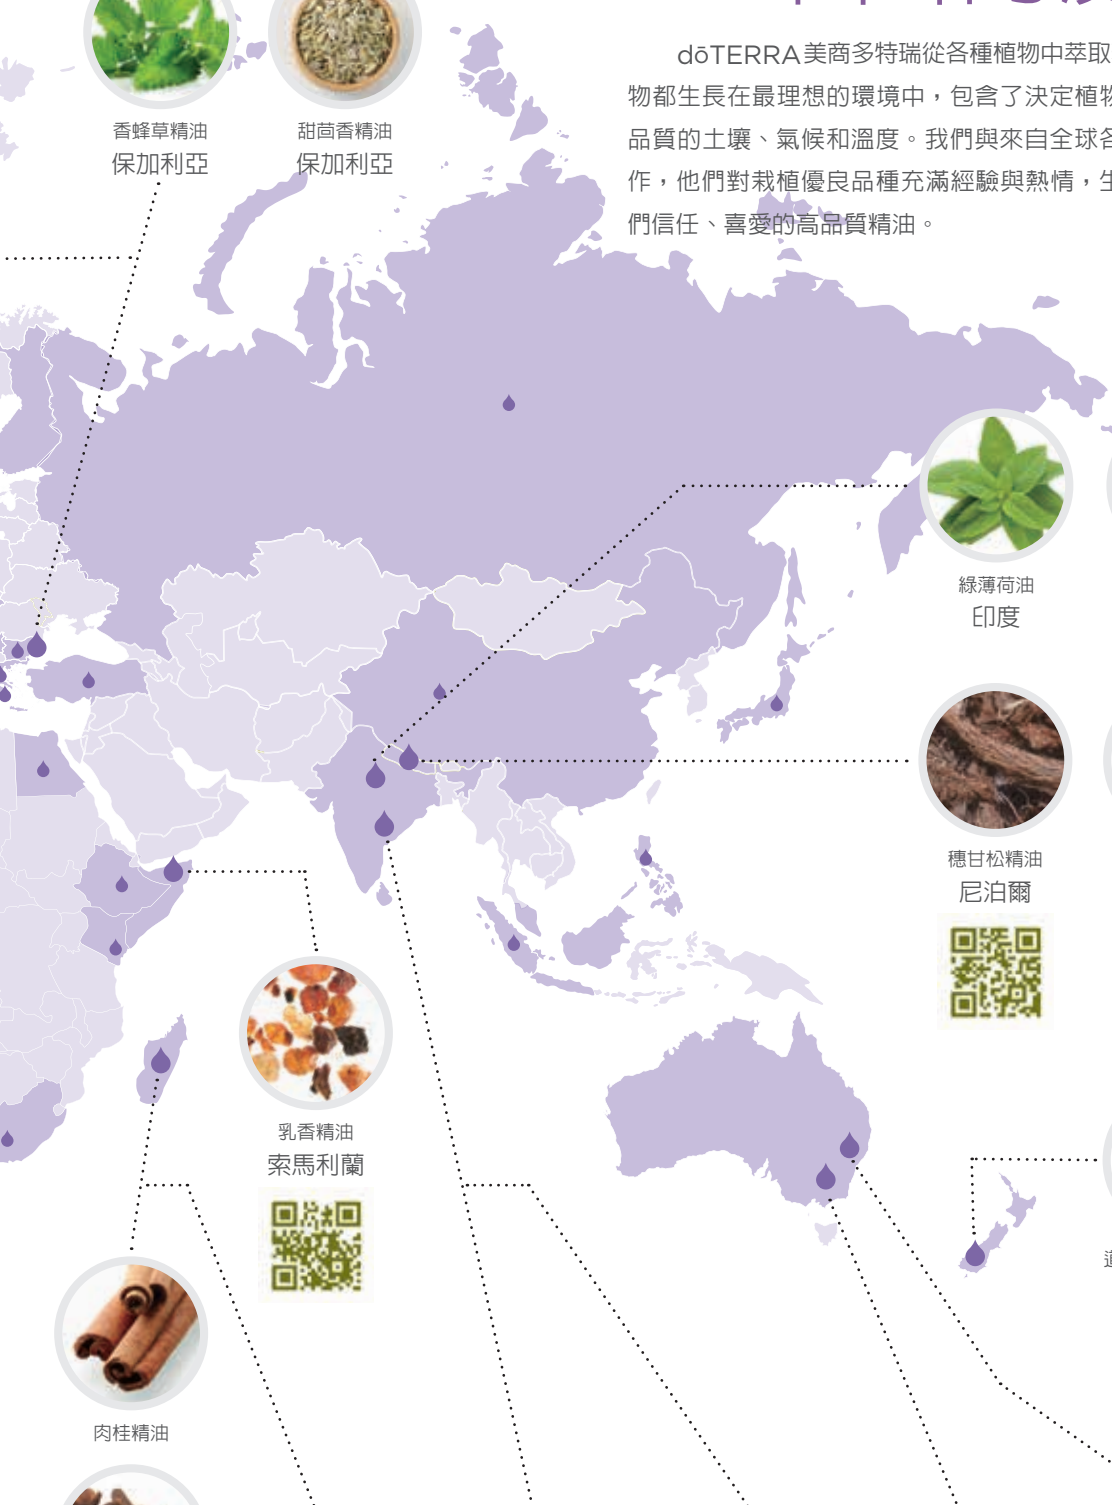 dōTERRA美商多特瑞從各種植物中萃取
物都生長在最理想的環境中，包含了決定植物
品質的土壤、氣候和溫度。我們與來自全球各
作，他們對栽植優良品種充滿經驗與熱情，生
們信任、喜愛的高品質精油。
香蜂草精油
保加利亞
甜茴香精油
保加利亞
綠薄荷油
印度
穗甘松精油
尼泊爾
乳香精油
索馬利蘭
肉桂精油